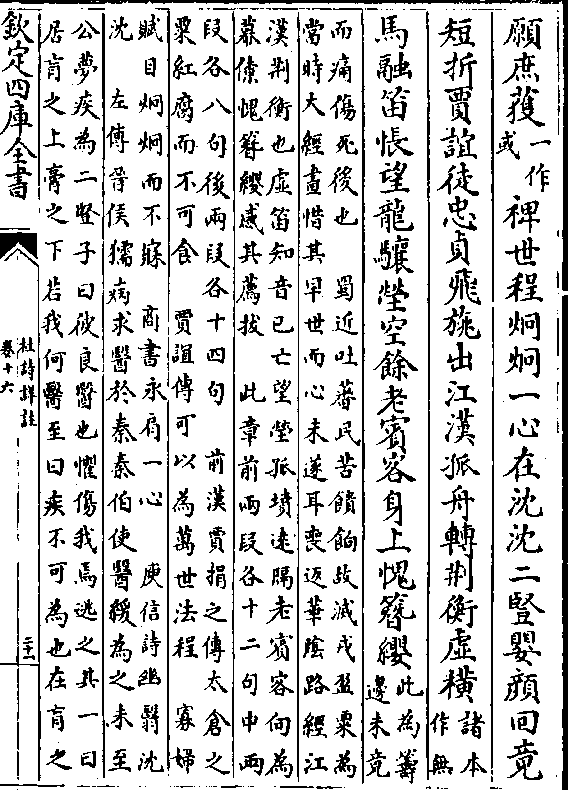 願庶獲一作或裨世程炯炯一心在沈沈二豎嬰顏回竟
短折賈誼徒忠貞飛旐出江漢孤舟轉荊衡虛橫諸本作無
馬融笛悵望龍驤塋空餘老賓客身上愧簪纓此為籌邊未竟
而痛傷死後也 蜀近吐蕃民苦饋餉故減戍盈粟為
當時大經畫惜其早世而心未遂耳喪返華陰路經江
漢荊衡也虛笛知音已亡望塋孤墳遠隔老賓客向為
慕僚愧簪纓感其薦拔 此章前兩段各十二句中兩
段各八句後兩段各十四句 前漢賈捐之傳太倉之
粟紅腐而不可食 賈誼傳可以為萬世法程 寡婦
賦目炯炯而不寐 商書永肩一心 庾信詩幽翳沈
沈 左傳晉侯獳病求醫於秦秦伯使醫緩為之未至
公夢疾為二豎子曰彼良醫也懼傷我焉逃之其一曰
居肓之上膏之下若我何醫至曰疾不可為也在肓之
欽定四庫全書
杜詩詳註
卷十六
二十一